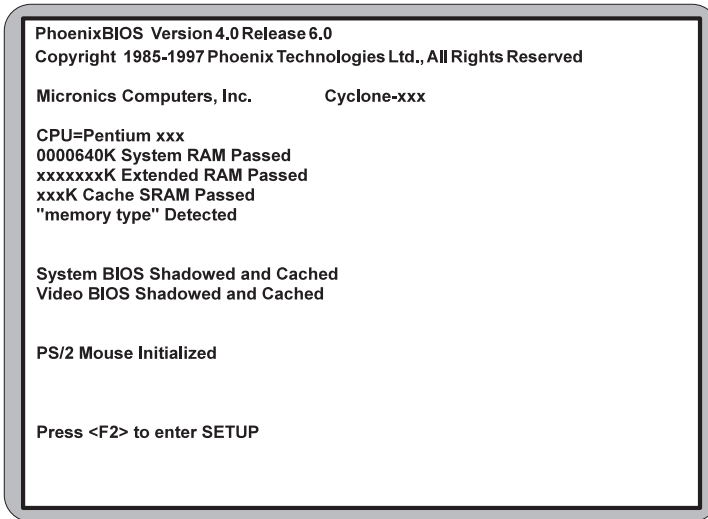 PhoenixBIOS Version 4.0 Release 6.0
Copyright 1985-1997 Phoenix Technologies Ltd., All Rights Reserved
Micronics Computers, Inc. Cyclone-xxx
CPU=Pentium xxx
0000640K System RAM Passed
xxxxxxxK Extended RAM Passed
xxxK Cache SRAM Passed
"memory type" Detected
System BIOS Shadowed and Cached
Video BIOS Shadowed and Cached
PS/2 Mouse Initialized
Press <F2> to enter SETUP